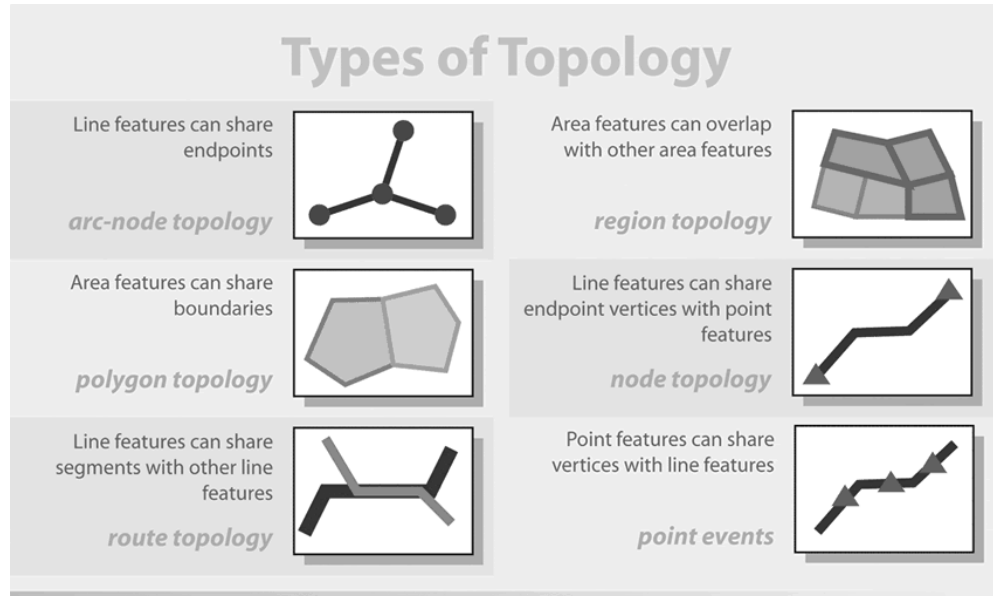 Types of Topology
Line features can share
endpoints
arc-node topology
Area features can share
boundaries
polygon topology
Line features can share
segments with other line
features
route topology
Area features can overlap
with other area features
region topology
Line features can share
endpoint vertices with point
features
node topology
Point features can share
vertices with line features
point events